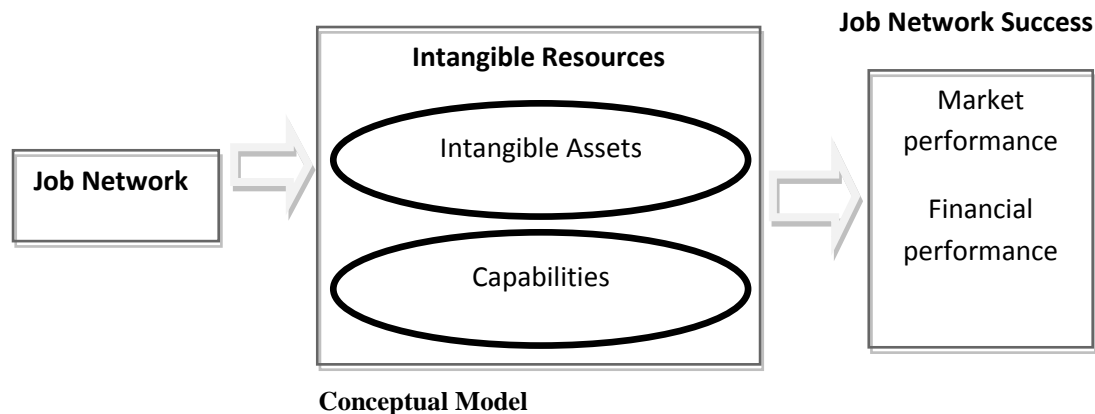 Job Network
Intangible Resources
Intangible Assets
Capabilities
Job Network Success
Market
performance
Financial
performance
Conceptual Model